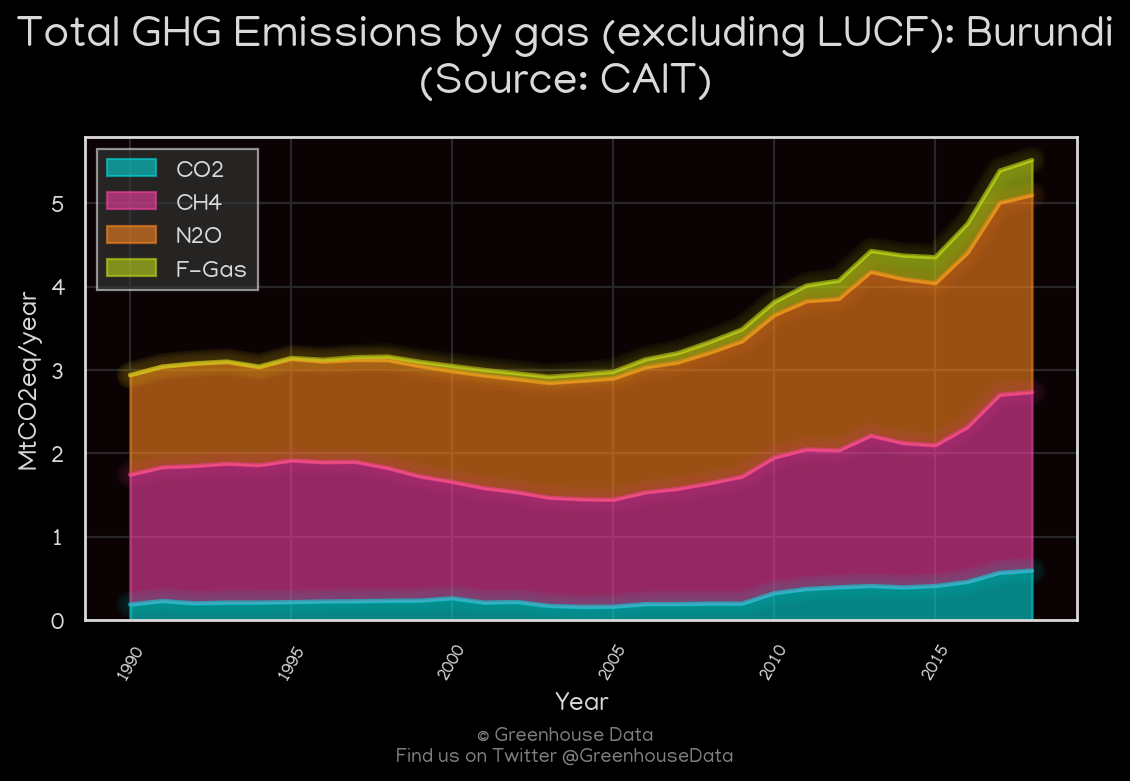 Total GHG Emissions by gas (excluding LUCF): Burundi
(Source: CAIT)
CO2
CH4
N2O
F-Gas
MtCO2eq/year
5
4
3
2
1
0
1990
1995
2000
2005
2010
2015
Year
© Greenhouse Data
Find us on Twitter @GreenhouseData